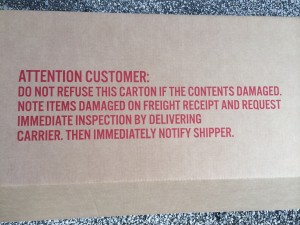 ATTENTION CUSTOMER:
DO NOT REFUSE THIS CARTON IF THE CONTENTS DAMAGED.
NOTE ITEMS DAMAGED ON FREIGHT RECEIPT AND REQUEST
IMMEDIATE INSPECTION BY DELIVERING
CARRIER. THEN IMMEDIATELY NOTIFY SHIPPER.